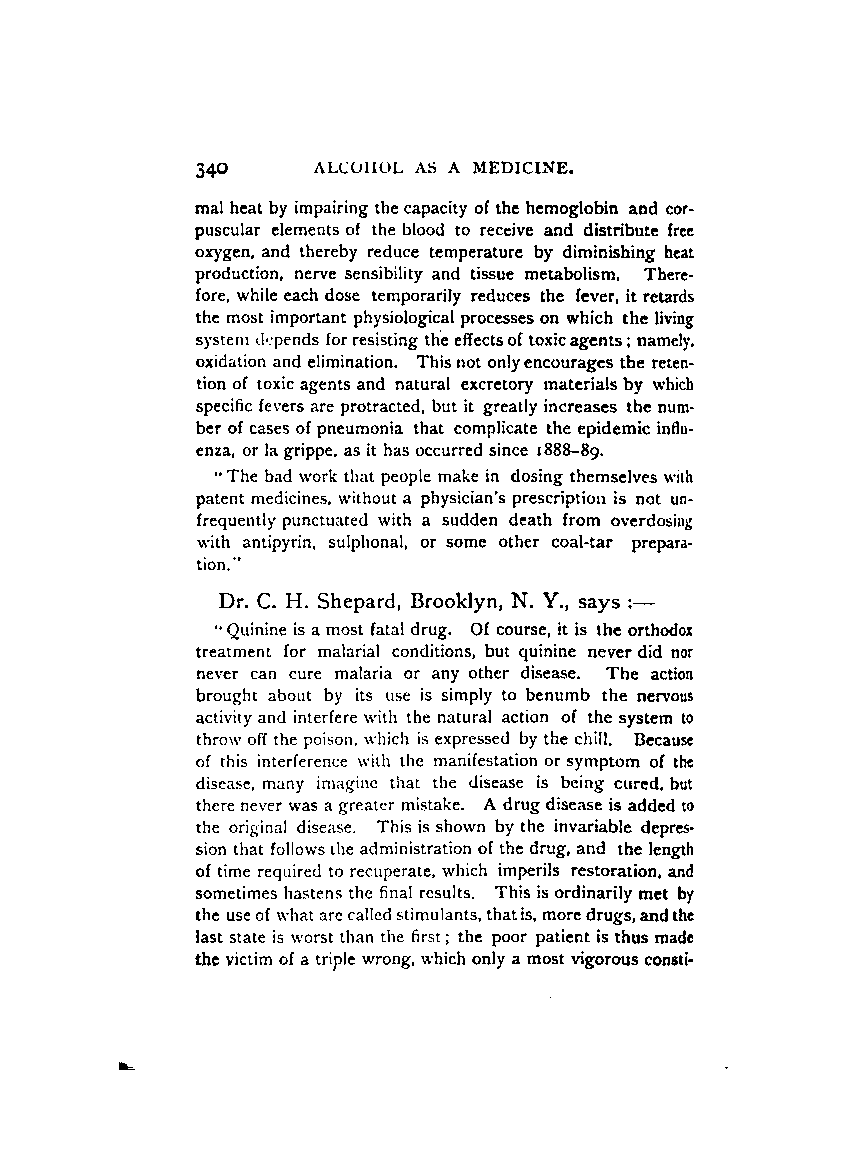 340 ALCOHOL AS A MEDICINE.
mal heat by impairing the capacity of the hemoglobin and cor-
puscular elements of the blood to receive and distribute free
oxygen, and thereby reduce temperature by diminishing heat
production, nerve sensibility and tissue metabolism. There-
fore, while each dose temporarily reduces the fever, it retards
the most important physiological processes on which the living
system depends for resisting the effects of toxic agents; namely,
oxidation and elimination. This not only encourages the reten-
tion of toxic agents and natural excretory materials by which
specific fevers are protracted, but it greatly increases the num-
ber of cases of pneumonia that complicate the epidemic influ-
enza, or la grippe, as it has occurred since 1888-89.
"The bad work that people make in dosing themselves with
patent medicines, without a physician's prescription is not un-
frequently punctuated with a sudden death from overdosing
with antipyrin, sulphonal, or some other coal-tar prepara-
tion."
Dr. C. H. Shepard, Brooklyn, N. Y., says :—
"Quinine is a most fatal drug. Of course, it is the orthodox
treatment for malarial conditions, but quinine never did nor
never can cure malaria or any other disease. The action
brought about by its use is simply to benumb the nervous
activity and interfere with the natural action of the system to
throw off the poison, which is expressed by the chill. Because
of this interference with the manifestation or symptom of the
disease, many imagine that the disease is being cured, but
there never was a greater mistake. A drug disease is added to
the original disease. This is shown by the invariable depres-
sion that follows the administration of the drug, and the length
of time required to recuperate, which imperils restoration, and
sometimes hastens the final results. This is ordinarily met by
the use of what are called stimulants, that is, more drugs, and the
last state is worst than the first; the poor patient is thus made
the victim of a triple wrong, which only a most vigorous consti-